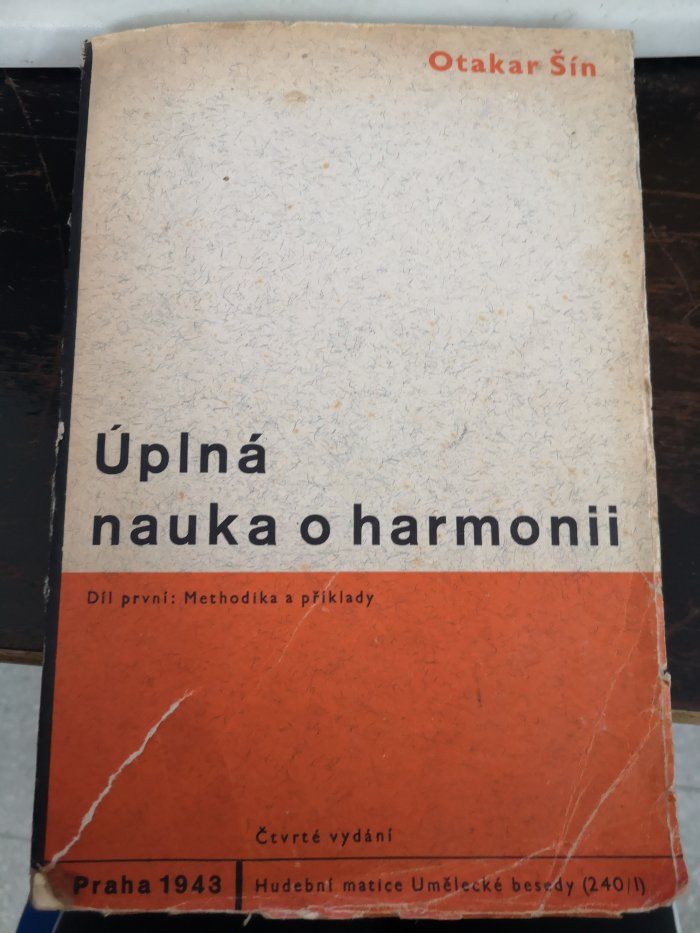 Otakar Šín
Úplná
nauka o harmonii
Díl první: Methodika a příklady
Čtvrté vydání
Praha 1943 | Hudební matice Umělecké besedy (240/I)